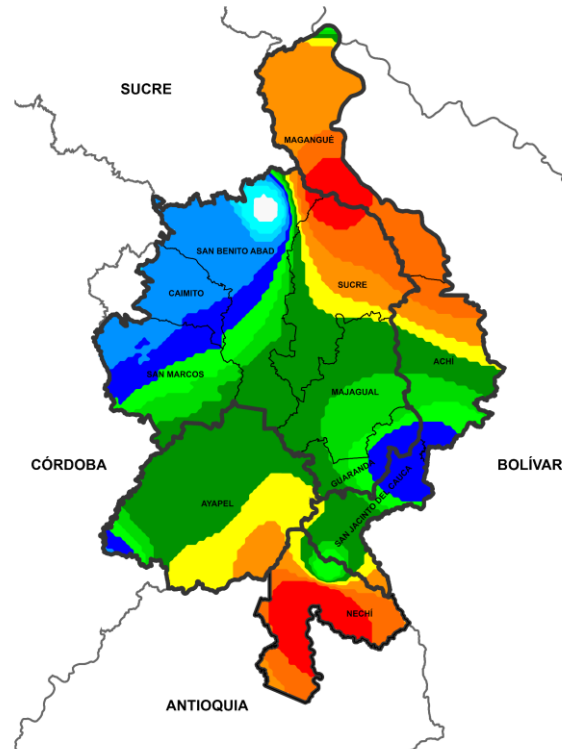 SUCRE
MAGANGUÉ
SAN BENITO ABAD
CAIMITO
SUCRE
ACHÍ
SAN MARCOS
MAJAGUAL
CÓRDOBA
GUARANDA
BOLÍVAR
AYAPEL
SAN JACINTO DEL CAUCA
NECHÍ
ANTIOQUIA